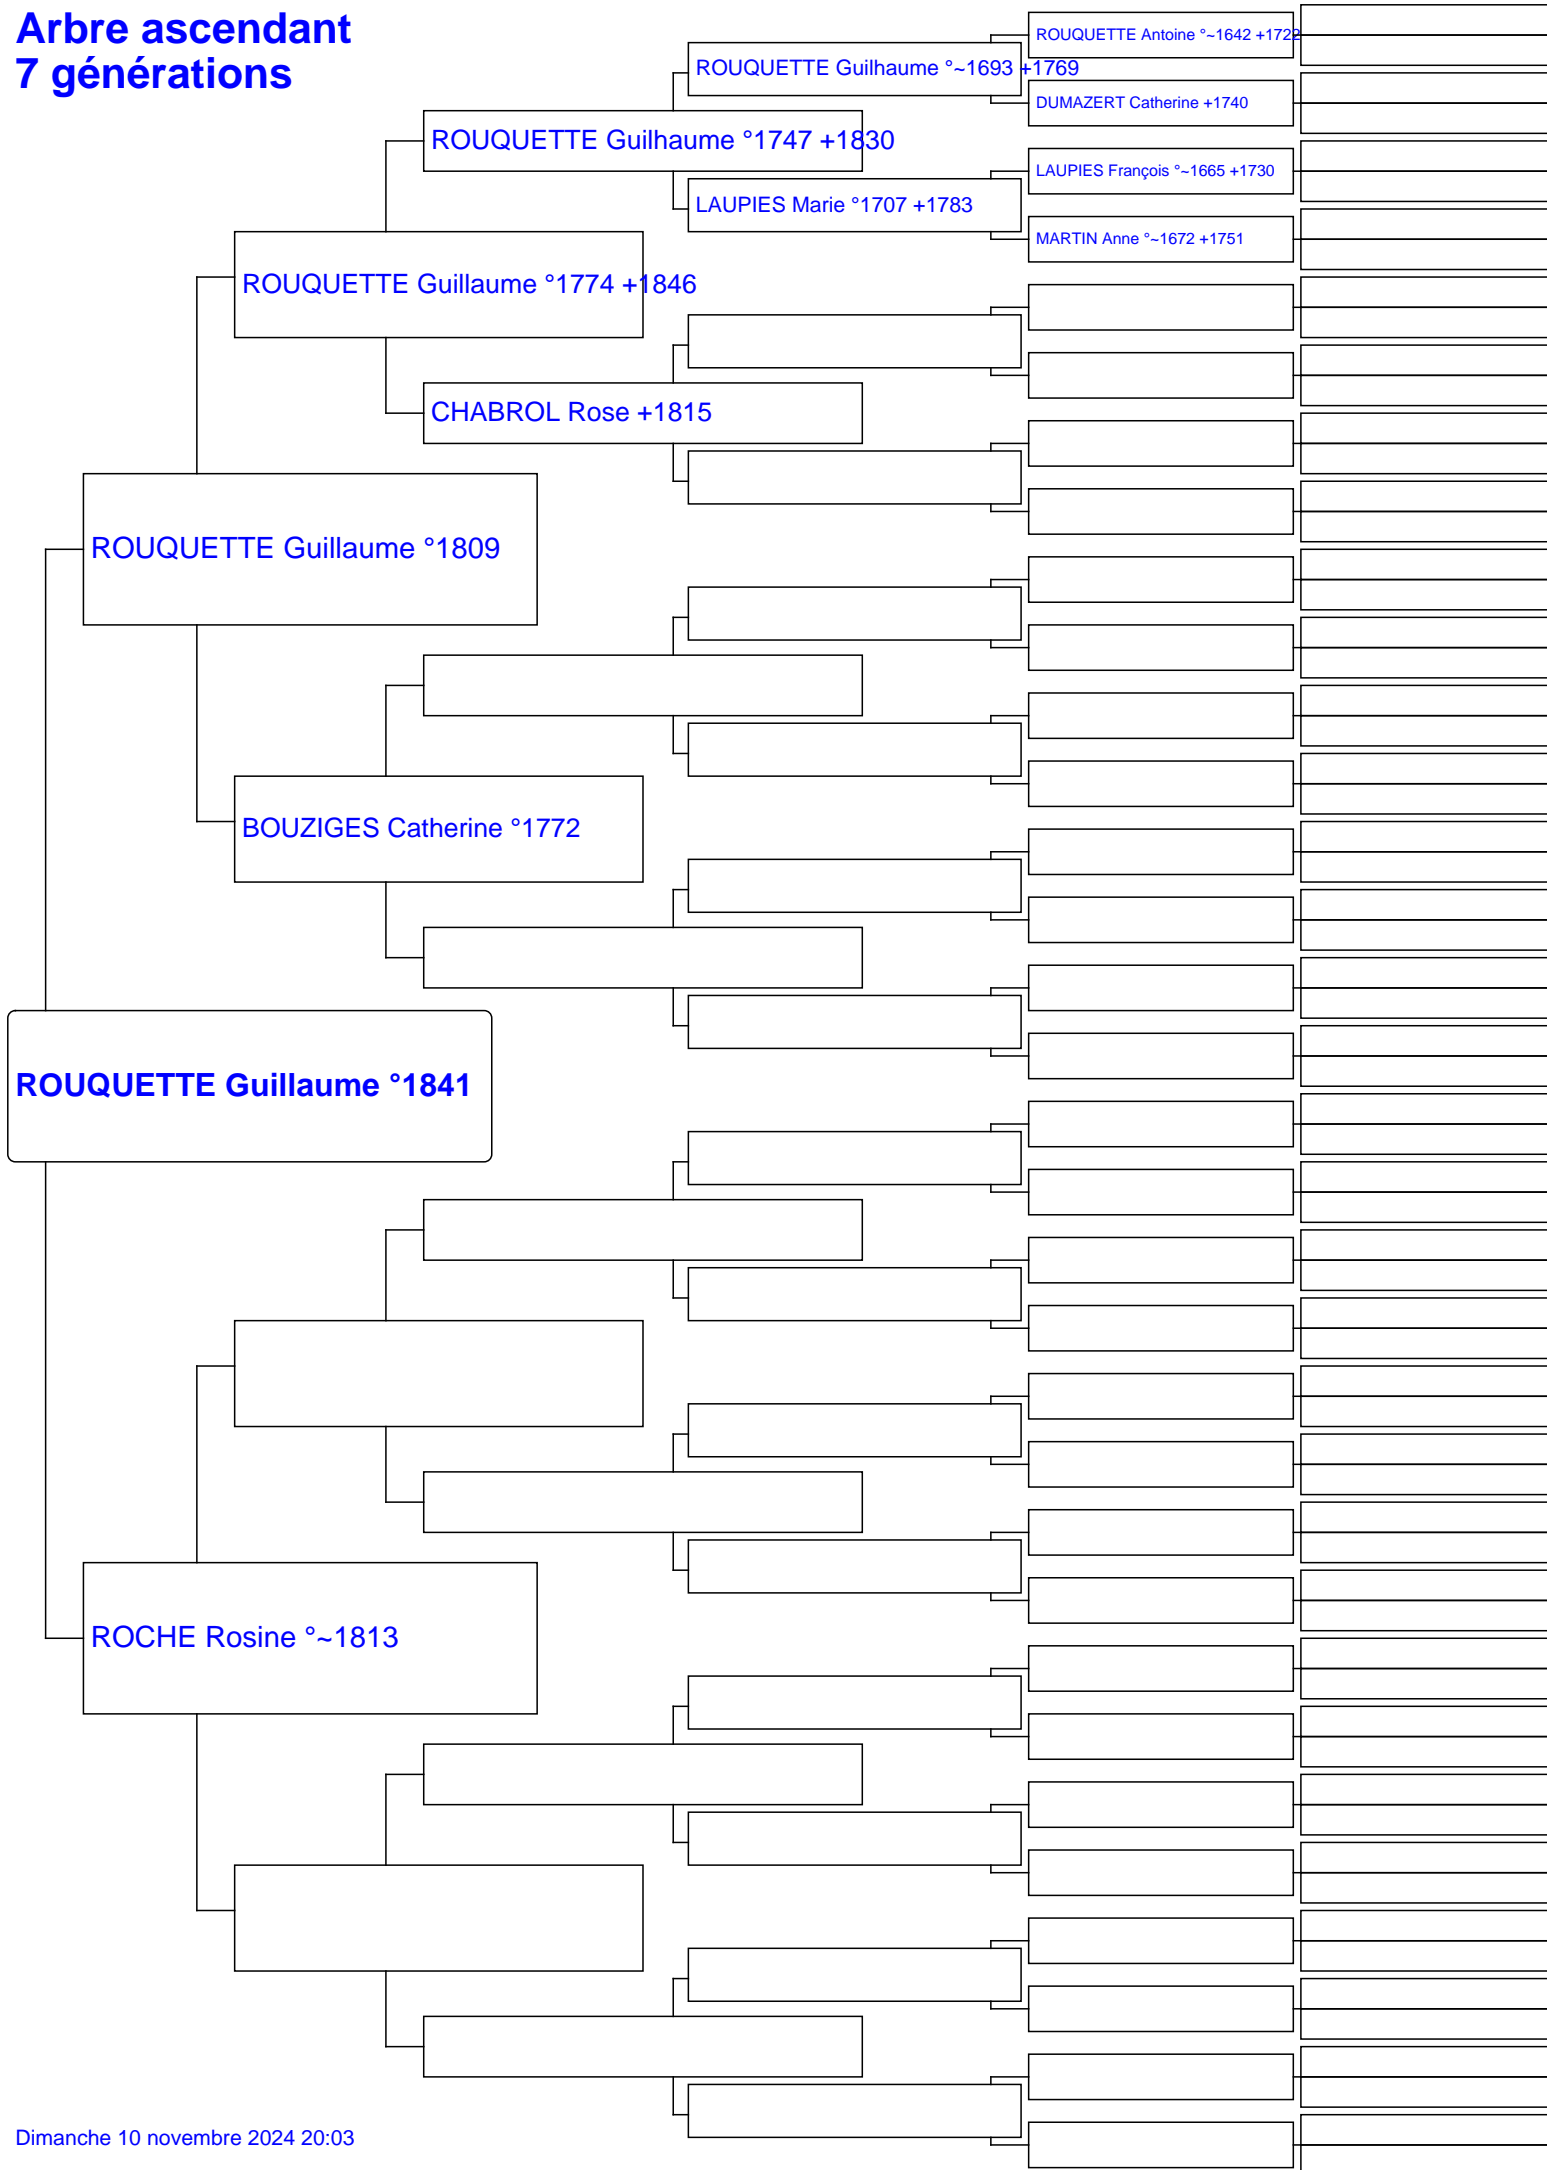 Arbre ascendant
7 générations
ROUQUETTE Antoine °~1642 +1722
ROUQUETTE Guilhaume °~1693 +1769
DUMAZERT Catherine +1740
ROUQUETTE Guilhaume °1747 +1830
LAUPIES François °~1665 +1730
LAUPIES Marie °1707 +1783
MARTIN Anne °~1672 +1751
ROUQUETTE Guillaume °1774 +1846
CHABROL Rose +1815
ROUQUETTE Guillaume °1809
BOUZIGES Catherine °1772
ROUQUETTE Guillaume °1841
ROCHE Rosine °~1813
Dimanche 10 novembre 2024 20:03